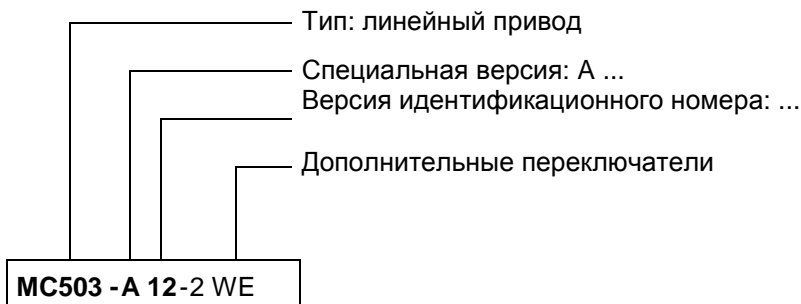 Тип: линейный привод
Специальная версия: А ...
Версия идентификационного номера: ...
Дополнительные переключатели
MC503 - A 12-2 WE